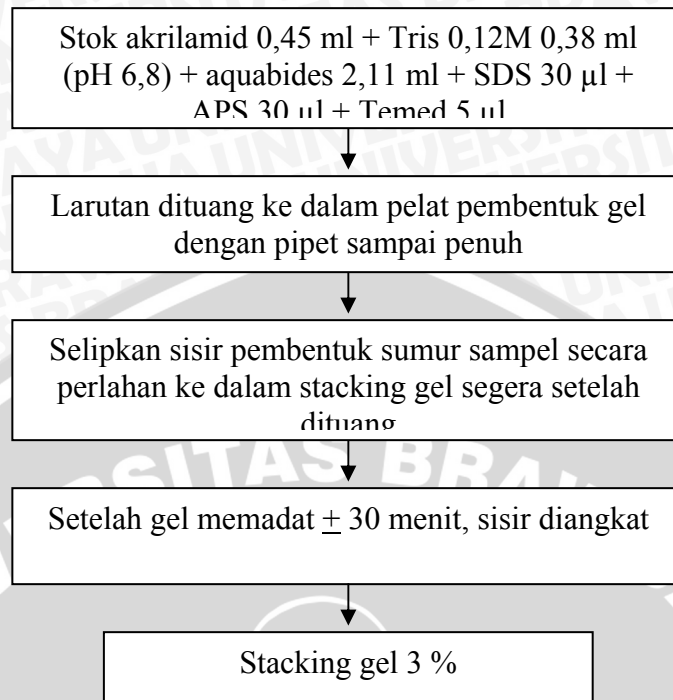 Stok akrilamid 0,45 ml + Tris 0,12M 0,38 ml
(pH 6,8) + aquabides 2,11 ml + SDS 30 µl +
APS 30 µl + Temed 5 µl
Larutan dituang ke dalam pelat pembentuk gel
dengan pipet sampai penuh
Selipkan sisir pembentuk sumur sampel secara
perlahan ke dalam stacking gel segera setelah
dituang
Setelah gel memadat ± 30 menit, sisir diangkat
Stacking gel 3 %